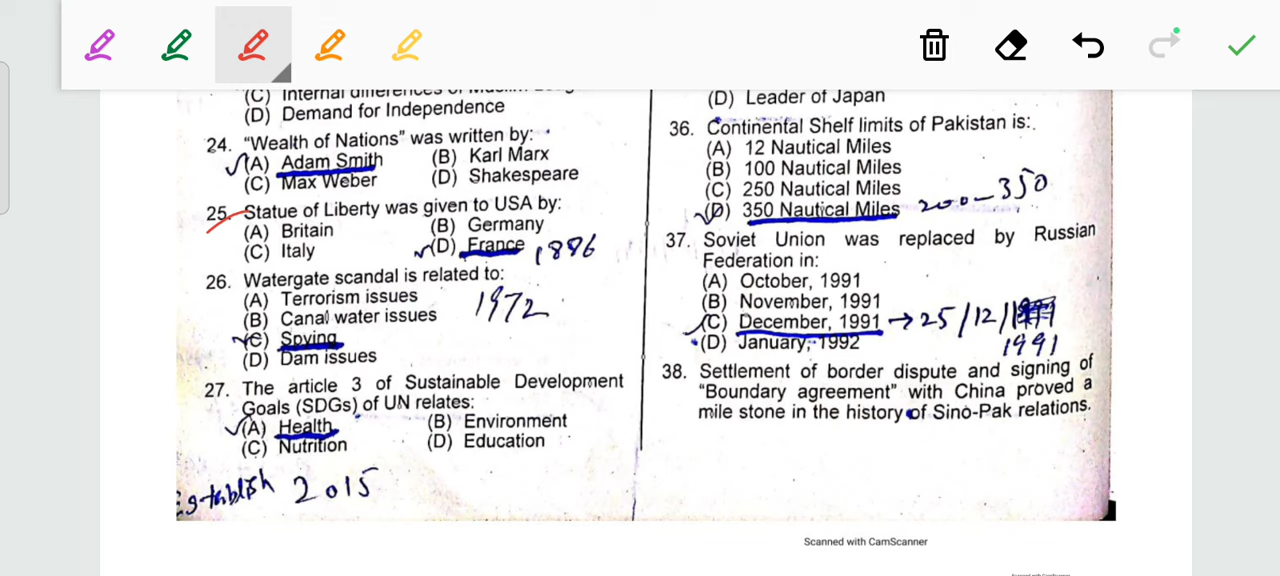 (D) Demand for Independence
24. "Wealth of Nations" was written by:
(A) Adam Smith (B) Karl Marx
(C) Max Weber (D) Shakespeare
25. Statue of Liberty was given to USA by:
(A) Britain (B) Germany
(C) Italy (D) France 1886
26. Watergate scandal is related to:
(A) Terrorism issues
(B) Canal water issues 1972
(C) Spying
(D) Dam issues
27. The article 3 of Sustainable Development
Goals (SDGs) of UN relates:
(A) Health (B) Environment
(C) Nutrition (D) Education
Establish 2015
(D) Leader of Japan
36. Continental Shelf limits of Pakistan is:
(A) 12 Nautical Miles
(B) 100 Nautical Miles
(C) 250 Nautical Miles
(D) 350 Nautical Miles 200-350
37. Soviet Union was replaced by Russian
Federation in:
(A) October, 1991
(B) November, 1991
(C) December, 1991 → 25/12/
(D) January, 1992 1991
38. Settlement of border dispute and signing of
"Boundary agreement" with China proved a
mile stone in the history of Sino-Pak relations.
Scanned with CamScanner